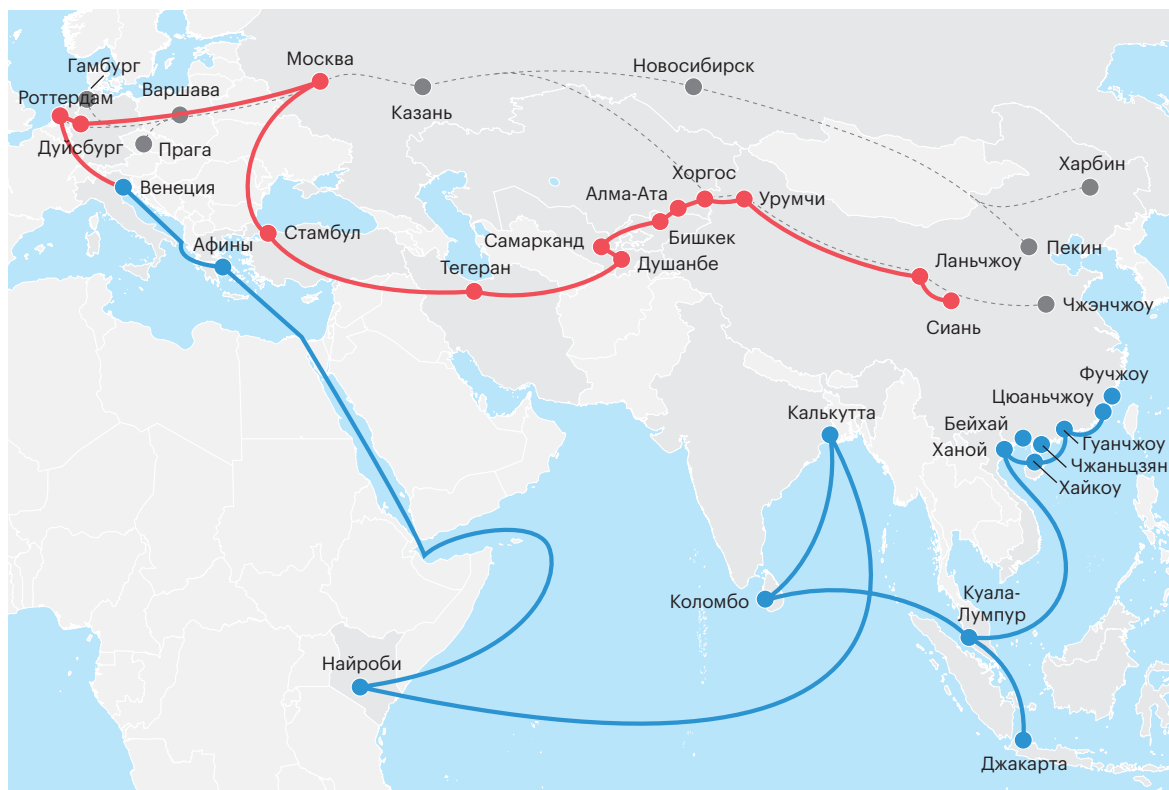 Москва
Гамбург
Новосибирск
Варшава
Роттердам
Казань
Дуйсбург
Прага
Харбин
Хоргос
Венеция
Алма-Ата
Урумчи
Стамбул
Бишкек
Афины
Самарканд
Пекин
Ланьчжоу
Душанбе
Тегеран
Чжэнчжоу
Сиань
Фучжоу
Цюаньчжоу
Калькутта
Бейхай
Гуанчжоу
Ханой
Чжаньцзян
Хайкоу
Куала-
Лумпур
Коломбо
Найроби
Джакарта